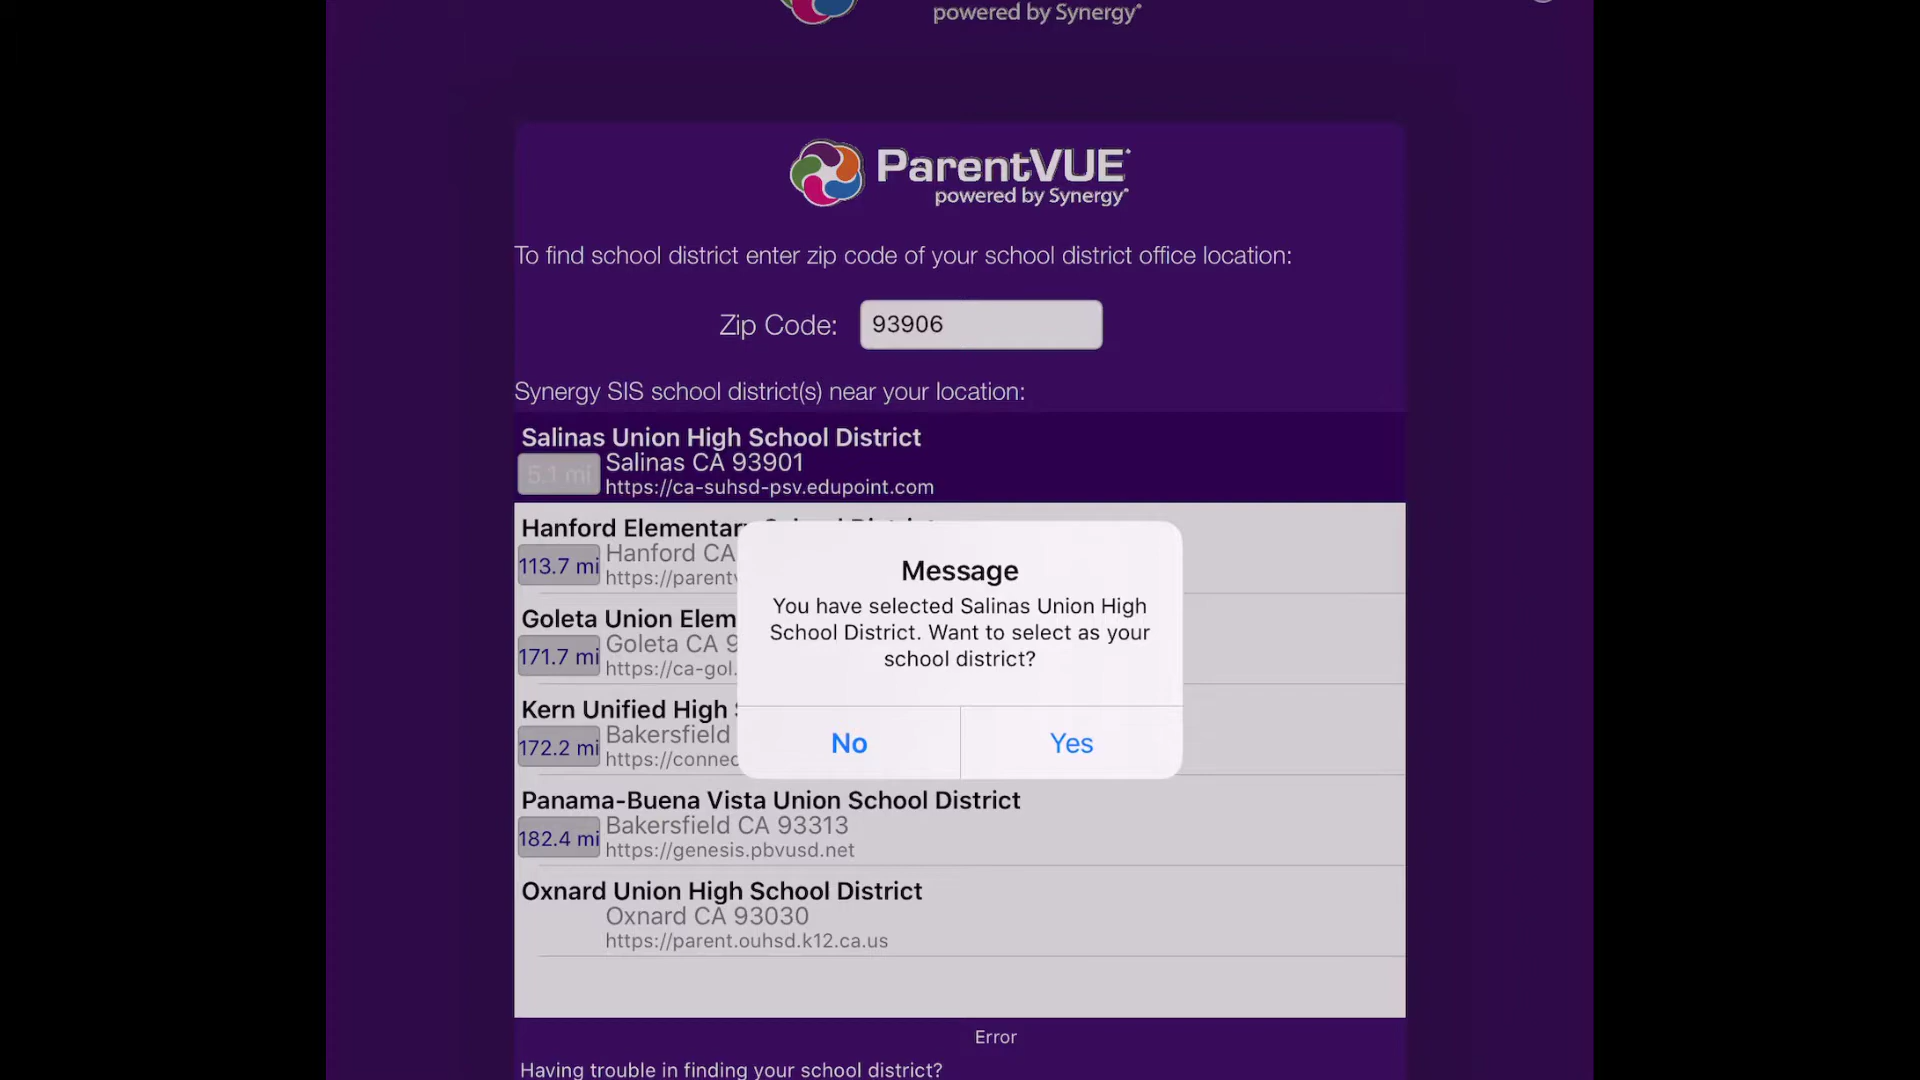 powered by Synergy
ParentVUE
powered by Synergy
To find school district enter zip code of your school district office location:
Zip Code: 93906
Synergy SIS school district(s) near your location:
Salinas Union High School District
5.1 mi Salinas CA 93901
https://ca-suhsd-psv.edupoint.com
Hanford Elementary
113.7 mi Hanford CA
https://parentv
Goleta Union Elem
171.7 mi Goleta CA 9
https://ca-gol.
Kern Unified High
172.2 mi Bakersfield
https://connec
Message
You have selected Salinas Union High
School District. Want to select as your
school district?
No Yes
Panama-Buena Vista Union School District
182.4 mi Bakersfield CA 93313
https://genesis.pbvusd.net
Oxnard Union High School District
Oxnard CA 93030
https://parent.ouhsd.k12.ca.us
Error
Having trouble in finding your school district?